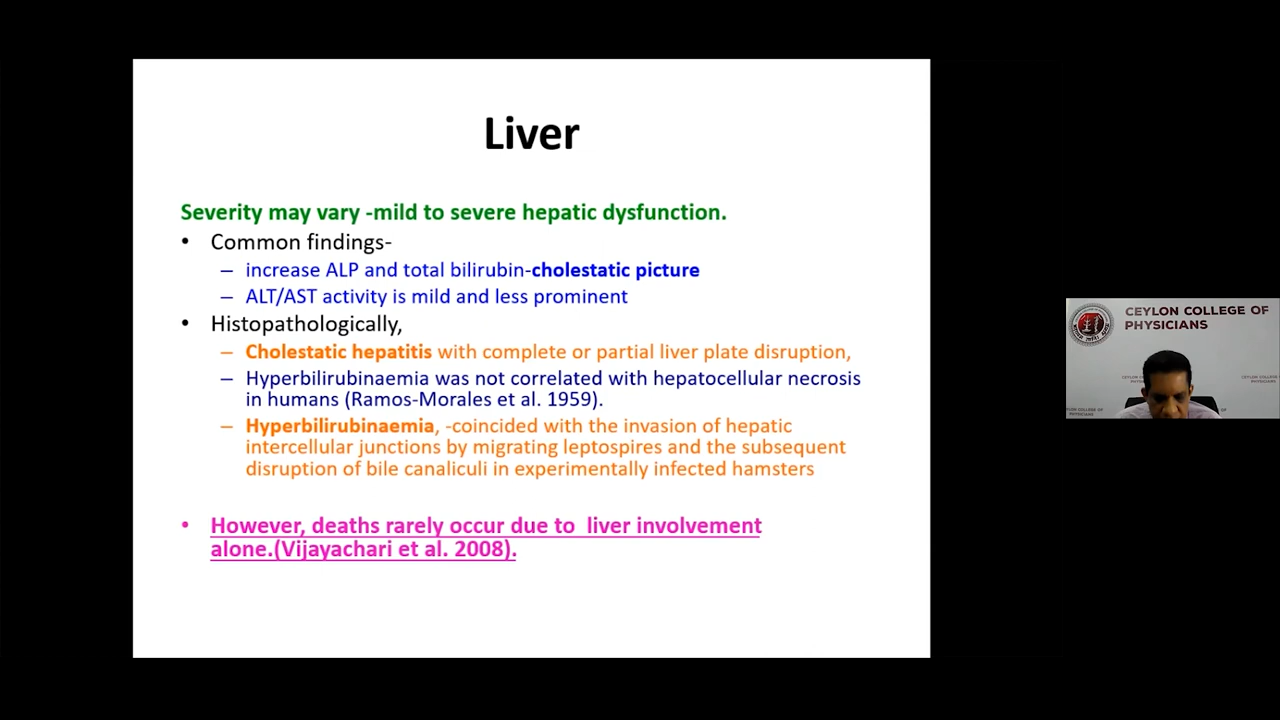 Liver
Severity may vary -mild to severe hepatic dysfunction.
• Common findings-
– increase ALP and total bilirubin-cholestatic picture
– ALT/AST activity is mild and less prominent
• Histopathologically,
– Cholestatic hepatitis with complete or partial liver plate disruption,
– Hyperbilirubinaemia was not correlated with hepatocellular necrosis
in humans (Ramos-Morales et al. 1959).
– Hyperbilirubinaemia, -coincided with the invasion of hepatic
intercellular junctions by migrating leptospires and the subsequent
disruption of bile canaliculi in experimentally infected hamsters
• However, deaths rarely occur due to  liver involvement
alone.(Vijayachari et al. 2008).
CEYLON COLLEGE OF
PHYSICIANS
CEYLON COLLEGE OF
PHYSICIANS